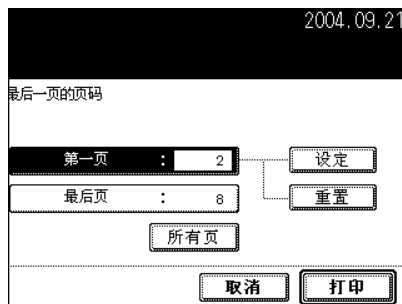 2004.09.21
最后一页的页码
第一页 : 2 设定
最后页 : 8 重置
所有页
取消 打印